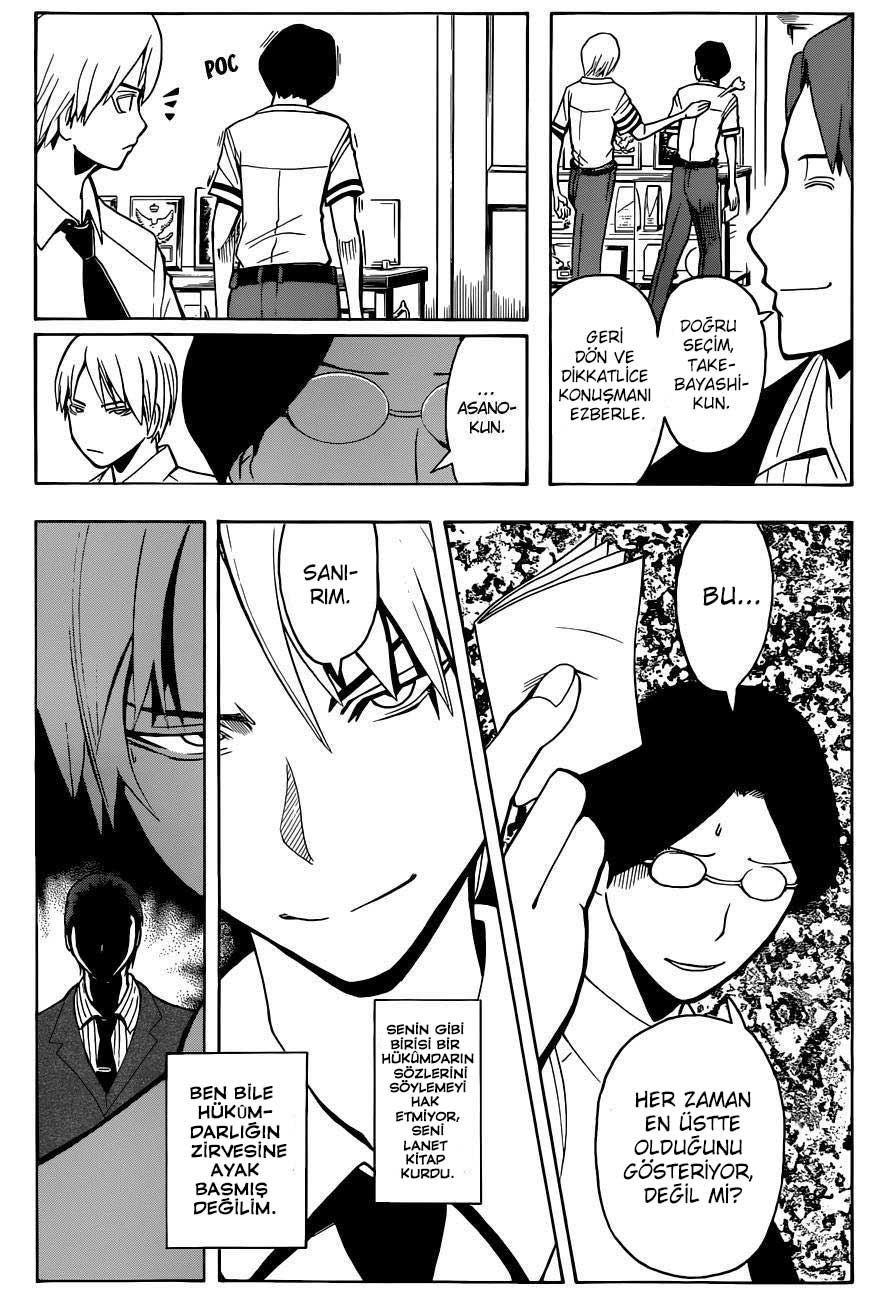 DOĞRU
SEÇİM,
TAKE-
BAYASHİ-
KUN.
GERİ
DÖN VE
DİKKATLİCE
KONUŞMANI
EZBERLE.
POC
...
ASANO-
KUN.
BU...
HER ZAMAN
EN ÜSTTE
OLDUĞUNU
GÖSTERİYOR,
DEĞİL Mİ?
SANI-
RIM.
SENİN GİBİ
BİRİSİ BİR
HÜKÛMDARIN
SÖZLERİNİ
SÖYLEMEYİ
HAK
ETMİYOR,
SENİ
LANET
KİTAP
KURDU.
BEN BİLE
HÜKÛM-
DARLIĞIN
ZİRVESİNE
AYAK
BASMIŞ
DEĞİLİM.